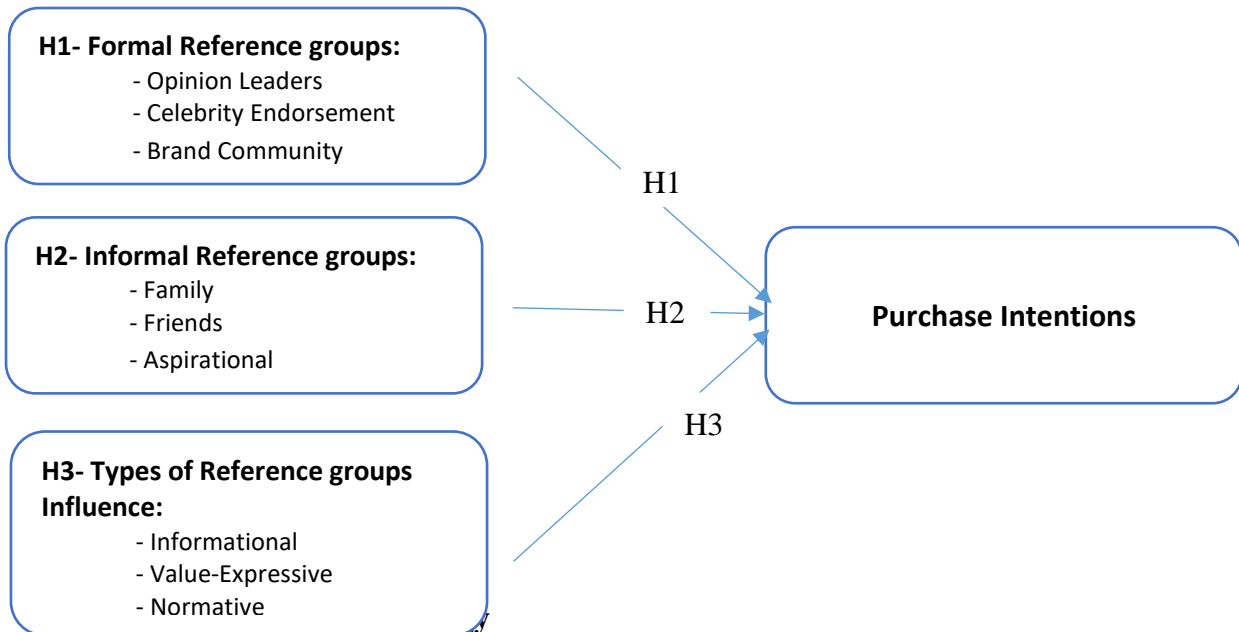 H1- Formal Reference groups:
- Opinion Leaders
- Celebrity Endorsement
- Brand Community
H1
H2- Informal Reference groups:
- Family
- Friends
- Aspirational
H2
Purchase Intentions
H3
H3- Types of Reference groups
Influence:
- Informational
- Value-Expressive
- Normative